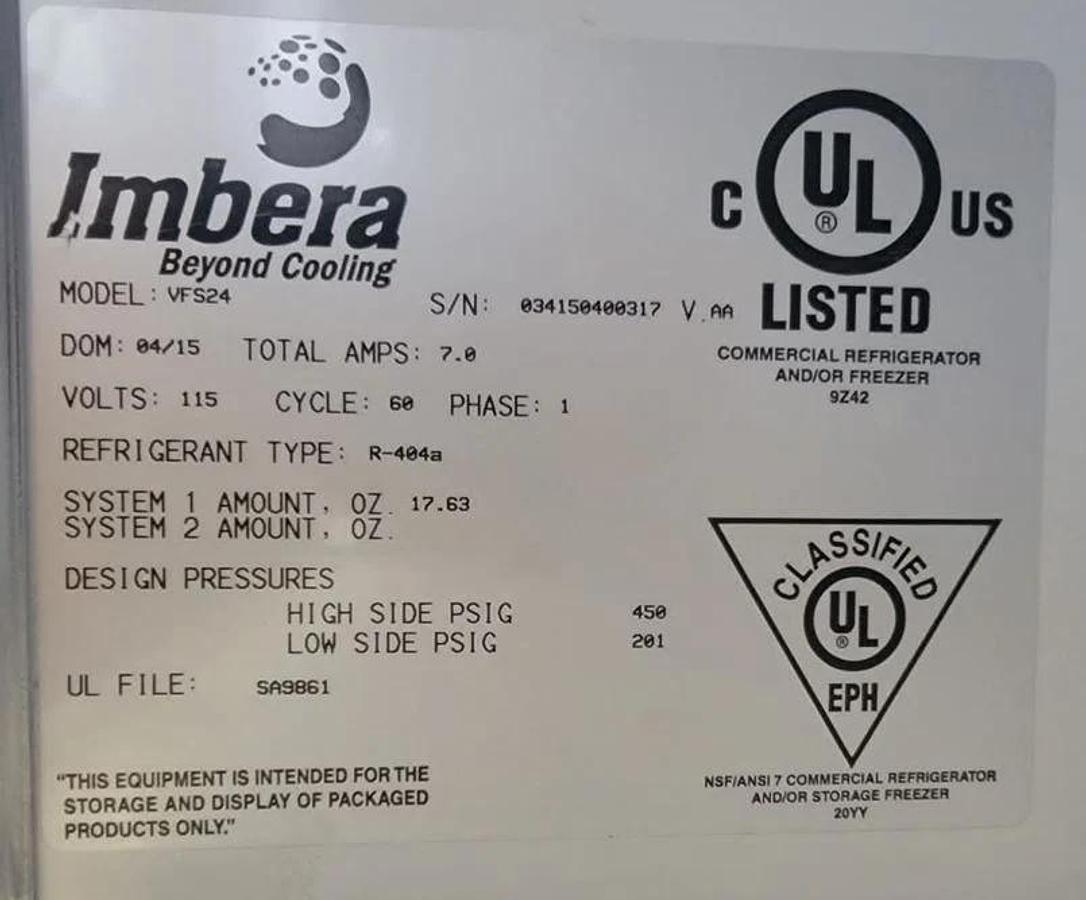 Imbera
Beyond Cooling
MODEL: VFS24
S/N: 034150400317 V.AA
DOM: 04/15 TOTAL AMPS: 7.0
VOLTS: 115 CYCLE: 60 PHASE: 1
REFRIGERANT TYPE: R-404a
SYSTEM 1 AMOUNT, OZ. 17.63
SYSTEM 2 AMOUNT, OZ.
DESIGN PRESSURES
HIGH SIDE PSIG 450
LOW SIDE PSIG 201
UL FILE: SA9861
"THIS EQUIPMENT IS INTENDED FOR THE
STORAGE AND DISPLAY OF PACKAGED
PRODUCTS ONLY."
C UL ® US
LISTED
COMMERCIAL REFRIGERATOR
AND/OR FREEZER
9Z42
CLASSIFIED
UL ®
EPH
NSF/ANSI 7 COMMERCIAL REFRIGERATOR
AND/OR STORAGE FREEZER
20YY